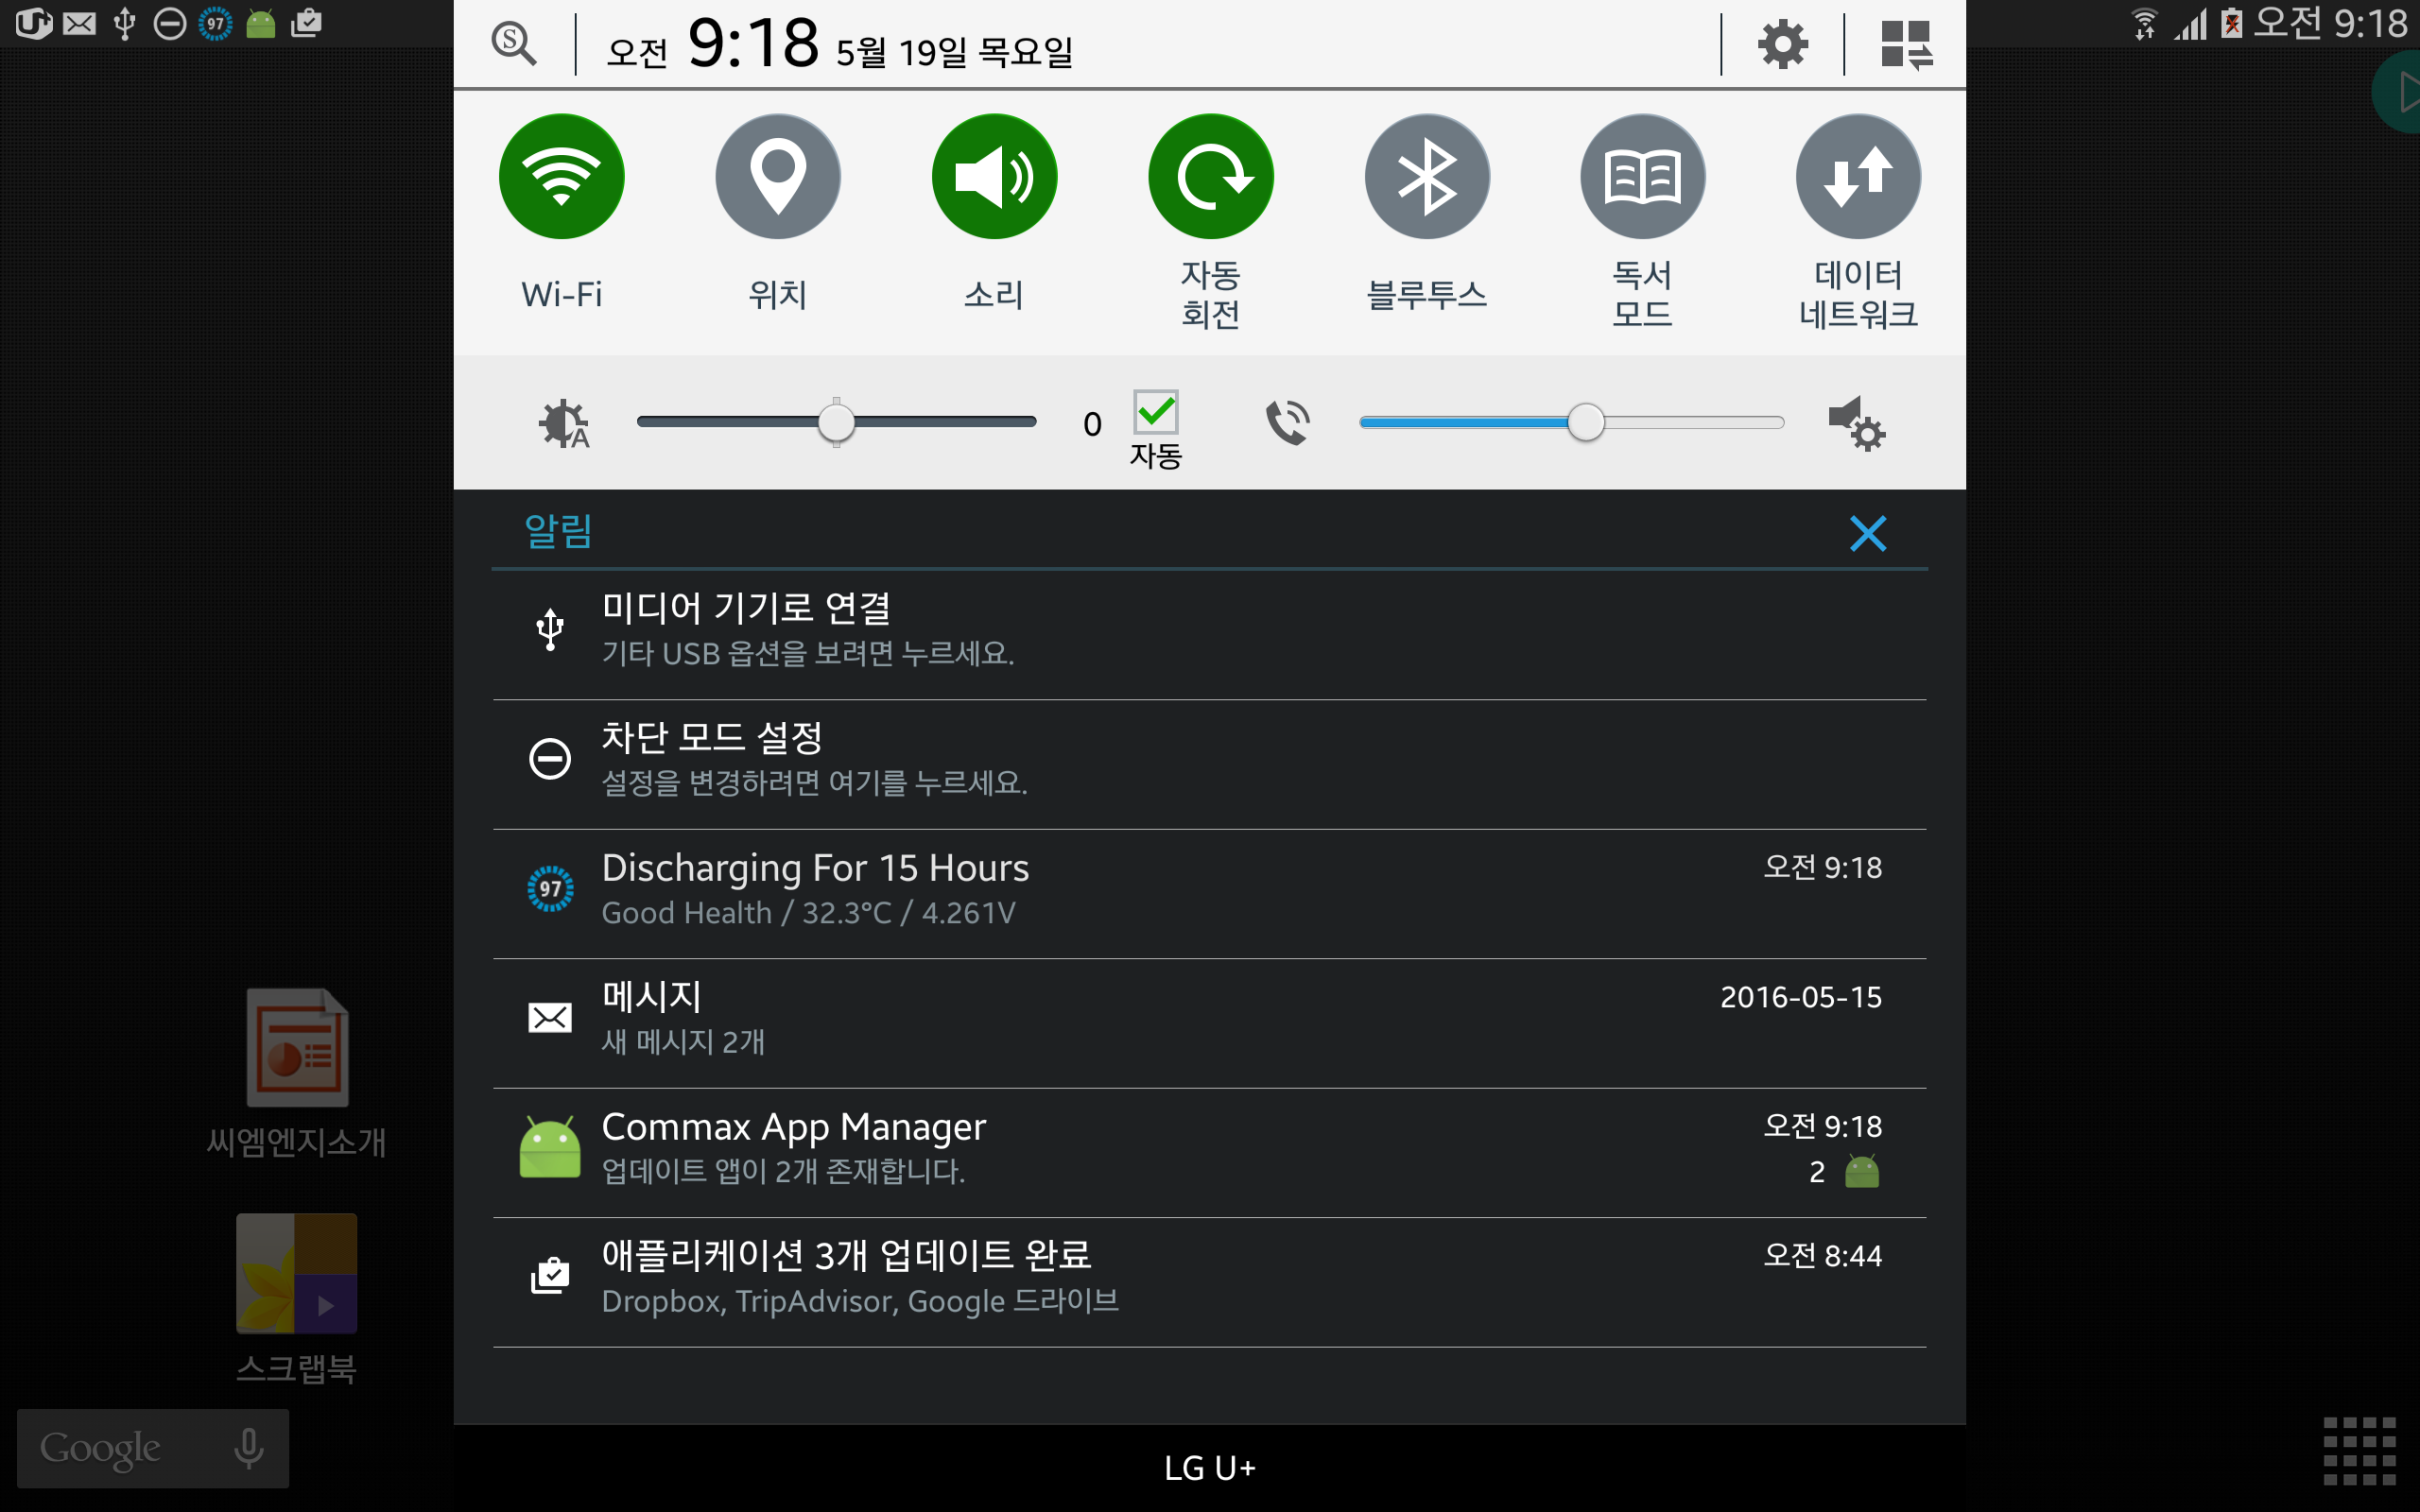 U+
97
오전 9:18
S
오전 9:18 5월 19일 목요일
Wi-Fi
위치
소리
자동
회전
블루투스
독서
모드
데이터
네트워크
A
0
자동
알림
미디어 기기로 연결
기타 USB 옵션을 보려면 누르세요.
차단 모드 설정
설정을 변경하려면 여기를 누르세요.
97
Discharging For 15 Hours
오전 9:18
Good Health / 32.3°C / 4.261V
메시지
2016-05-15
새 메시지 2개
Commax App Manager
오전 9:18
업데이트 앱이 2개 존재합니다.
2
애플리케이션 3개 업데이트 완료
오전 8:44
Dropbox, TripAdvisor, Google 드라이브
씨엠엔지소개
스크랩북
Google
LG U+